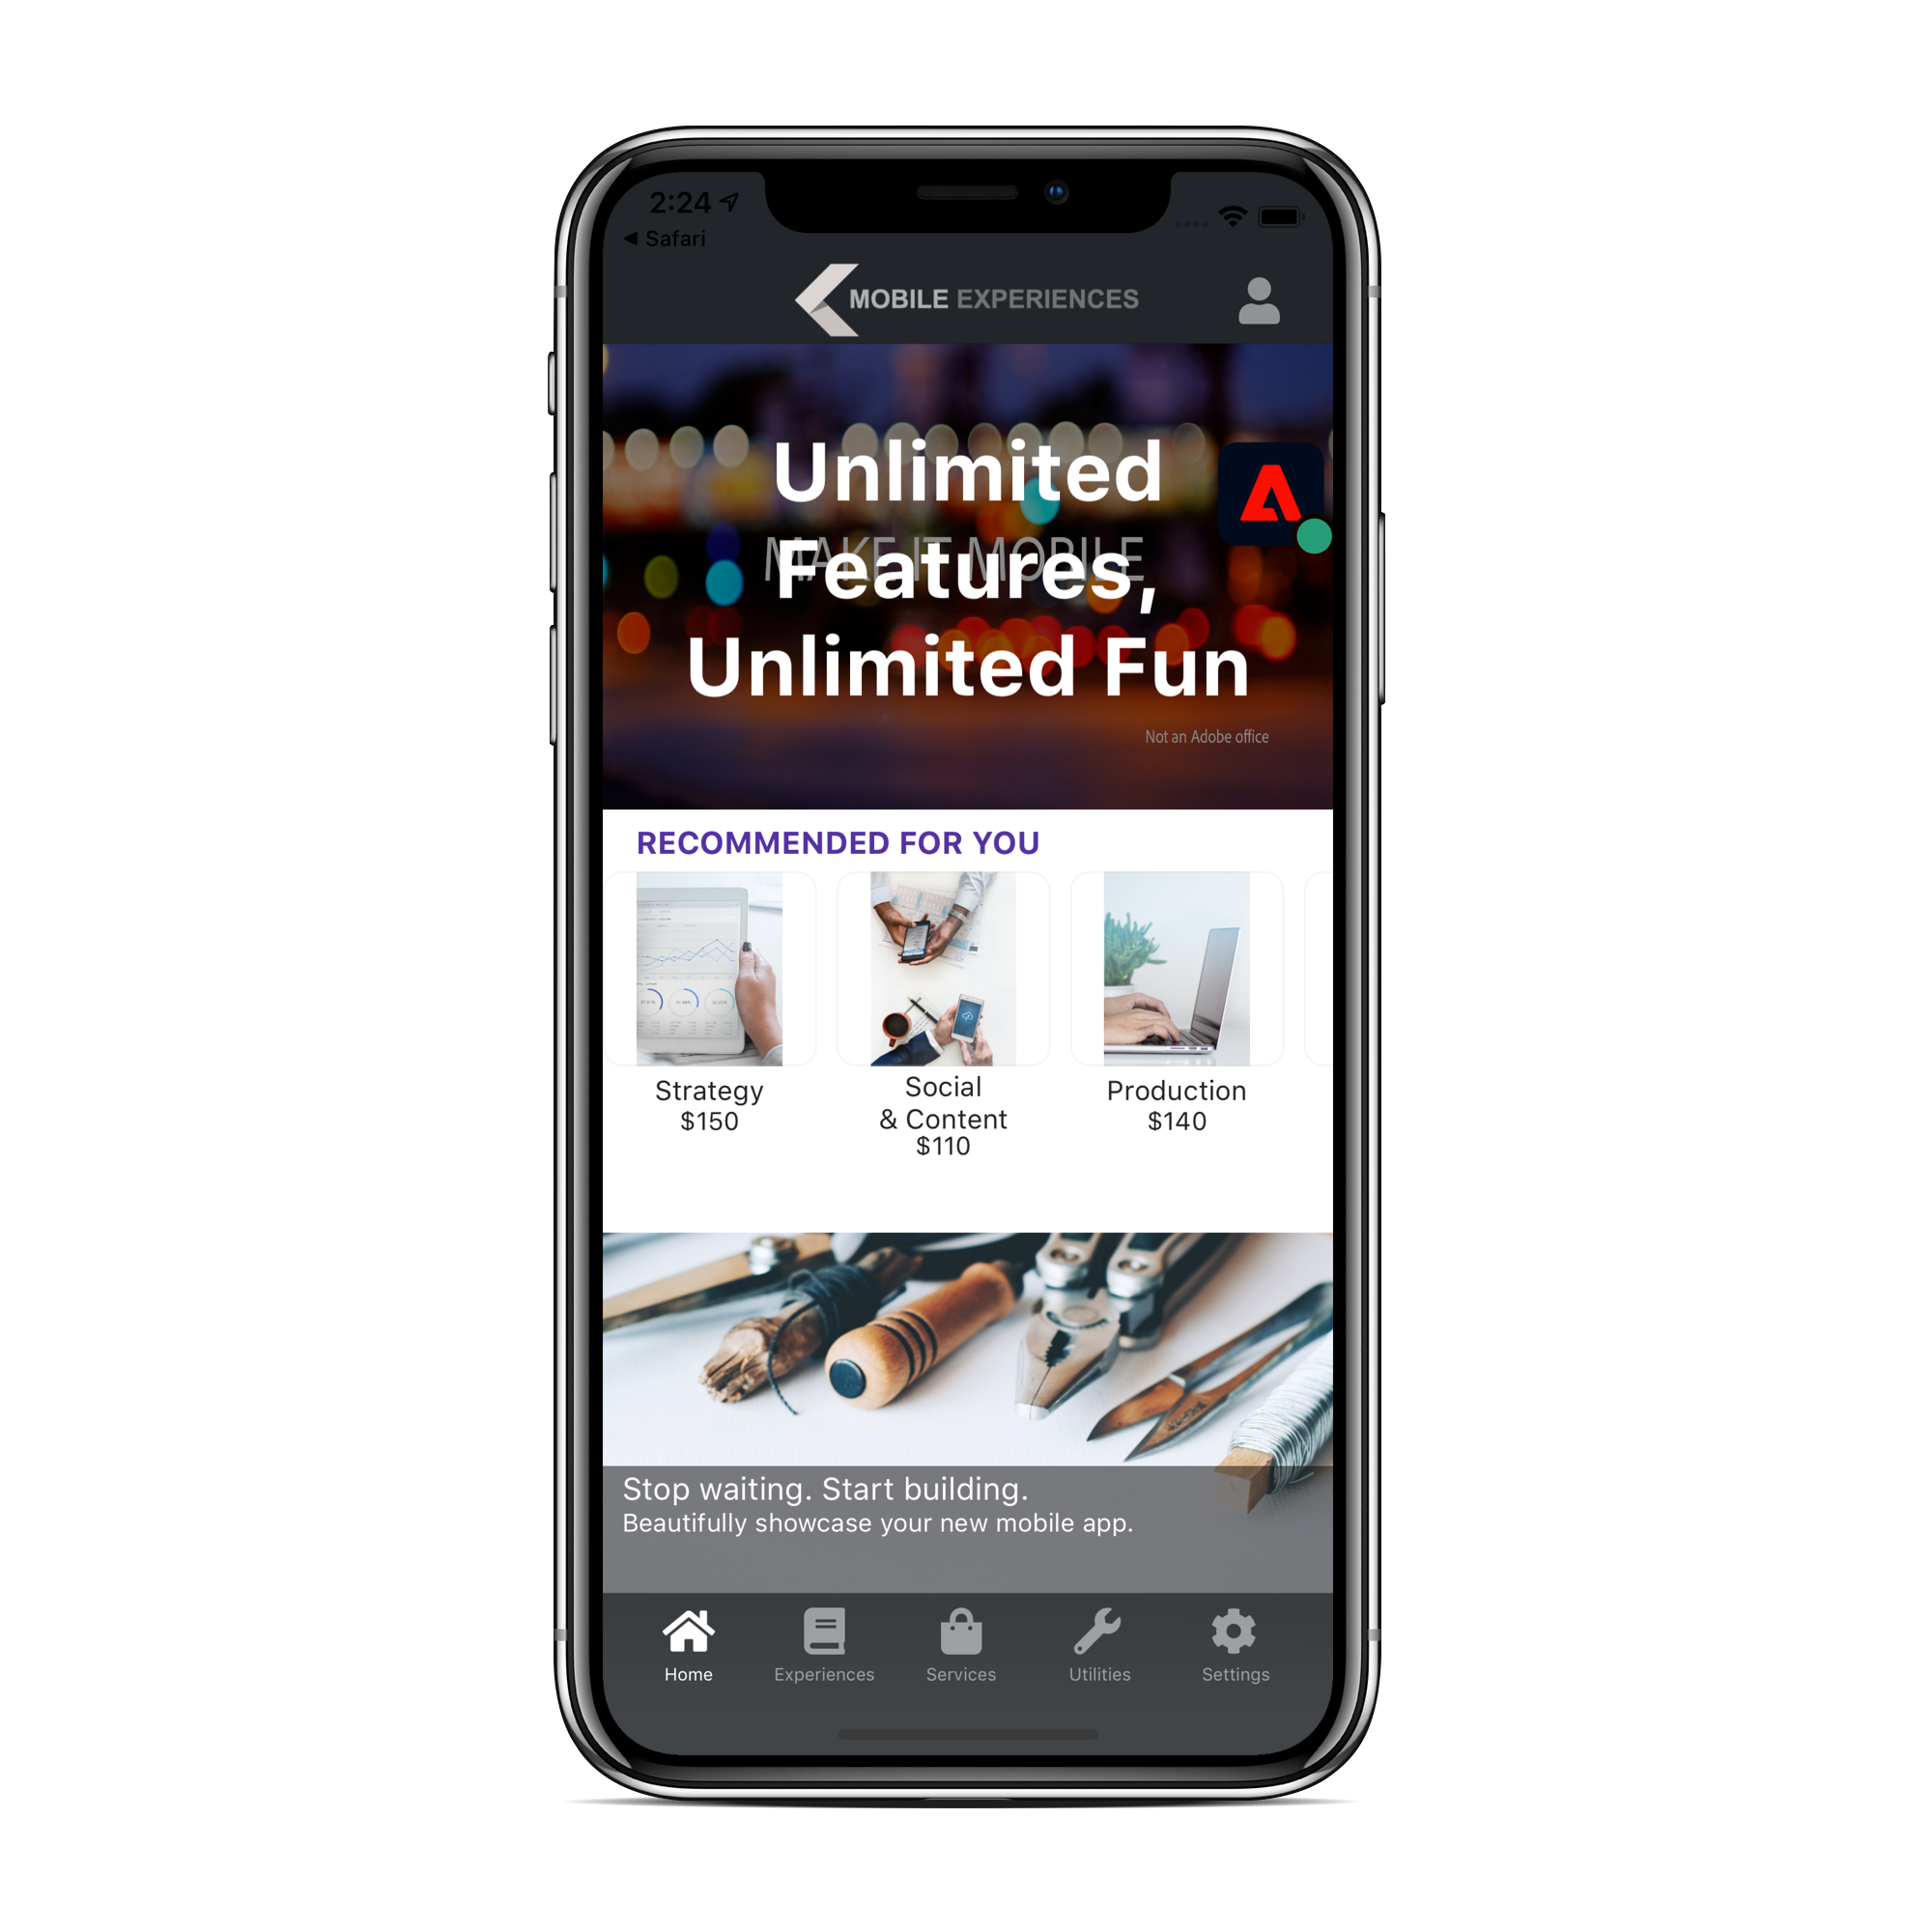 2:24
Safari
MOBILE EXPERIENCES
Unlimited
MAKE IT MOBILE
Features,
Unlimited Fun
Not an Adobe office
RECOMMENDED FOR YOU
Strategy
$150
Social
& Content
$110
Production
$140
Stop waiting. Start building.
Beautifully showcase your new mobile app.
Home
Experiences
Services
Utilities
Settings